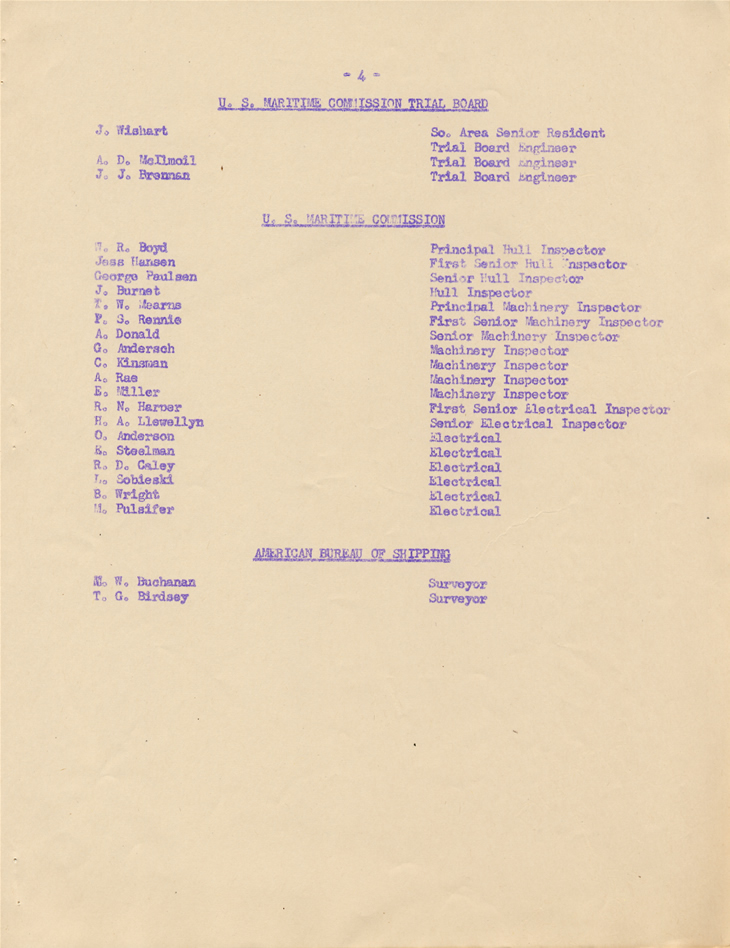 - 4 -
U. S. MARITIME COMMISSION TRIAL BOARD
J. Wishart So. Area Senior Resident
Trial Board Engineer
A. D. McIlmoil Trial Board Engineer
J. J. Brennan Trial Board Engineer
U. S. MARITIME COMMISSION
W. R. Boyd Principal Hull Inspector
Jess Hansen First Senior Hull Inspector
George Paulsen Senior Hull Inspector
J. Burnet Hull Inspector
T. W. Mearns Principal Machinery Inspector
F. S. Rennie First Senior Machinery Inspector
A. Donald Senior Machinery Inspector
G. Andersch Machinery Inspector
C. Kinsman Machinery Inspector
A. Rae Machinery Inspector
E. Miller Machinery Inspector
R. N. Harper First Senior Electrical Inspector
H. A. Llewellyn Senior Electrical Inspector
O. Anderson Electrical
E. Steelman Electrical
R. D. Caley Electrical
L. Sobieski Electrical
B. Wright Electrical
M. Pulsifer Electrical
AMERICAN BUREAU OF SHIPPING
W. Buchanan Surveyor
T. G. Birdsey Surveyor